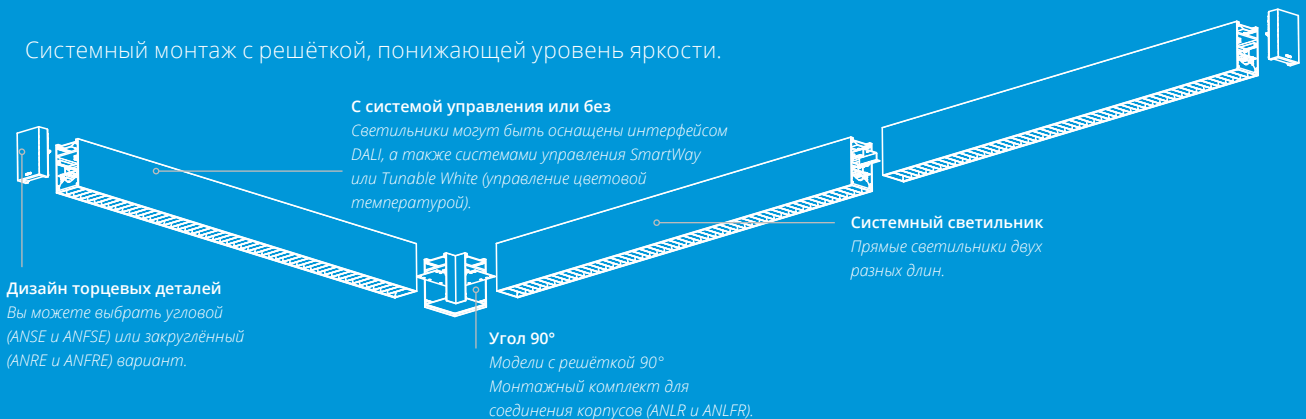 Системный монтаж с решёткой, понижающей уровень яркости.
С системой управления или без
Светильники могут быть оснащены интерфейсом
DALI, а также системами управления SmartWay
или Tunable White (управление цветовой
температурой).
Системный светильник
Прямые светильники двух
разных длин.
Дизайн торцевых деталей
Вы можете выбрать угловой
(ANSE и ANFSE) или закруглённый
(ANRE и ANFRE) вариант.
Угол 90°
Модели с решёткой 90°
Монтажный комплект для
соединения корпусов (ANLR и ANLFR).